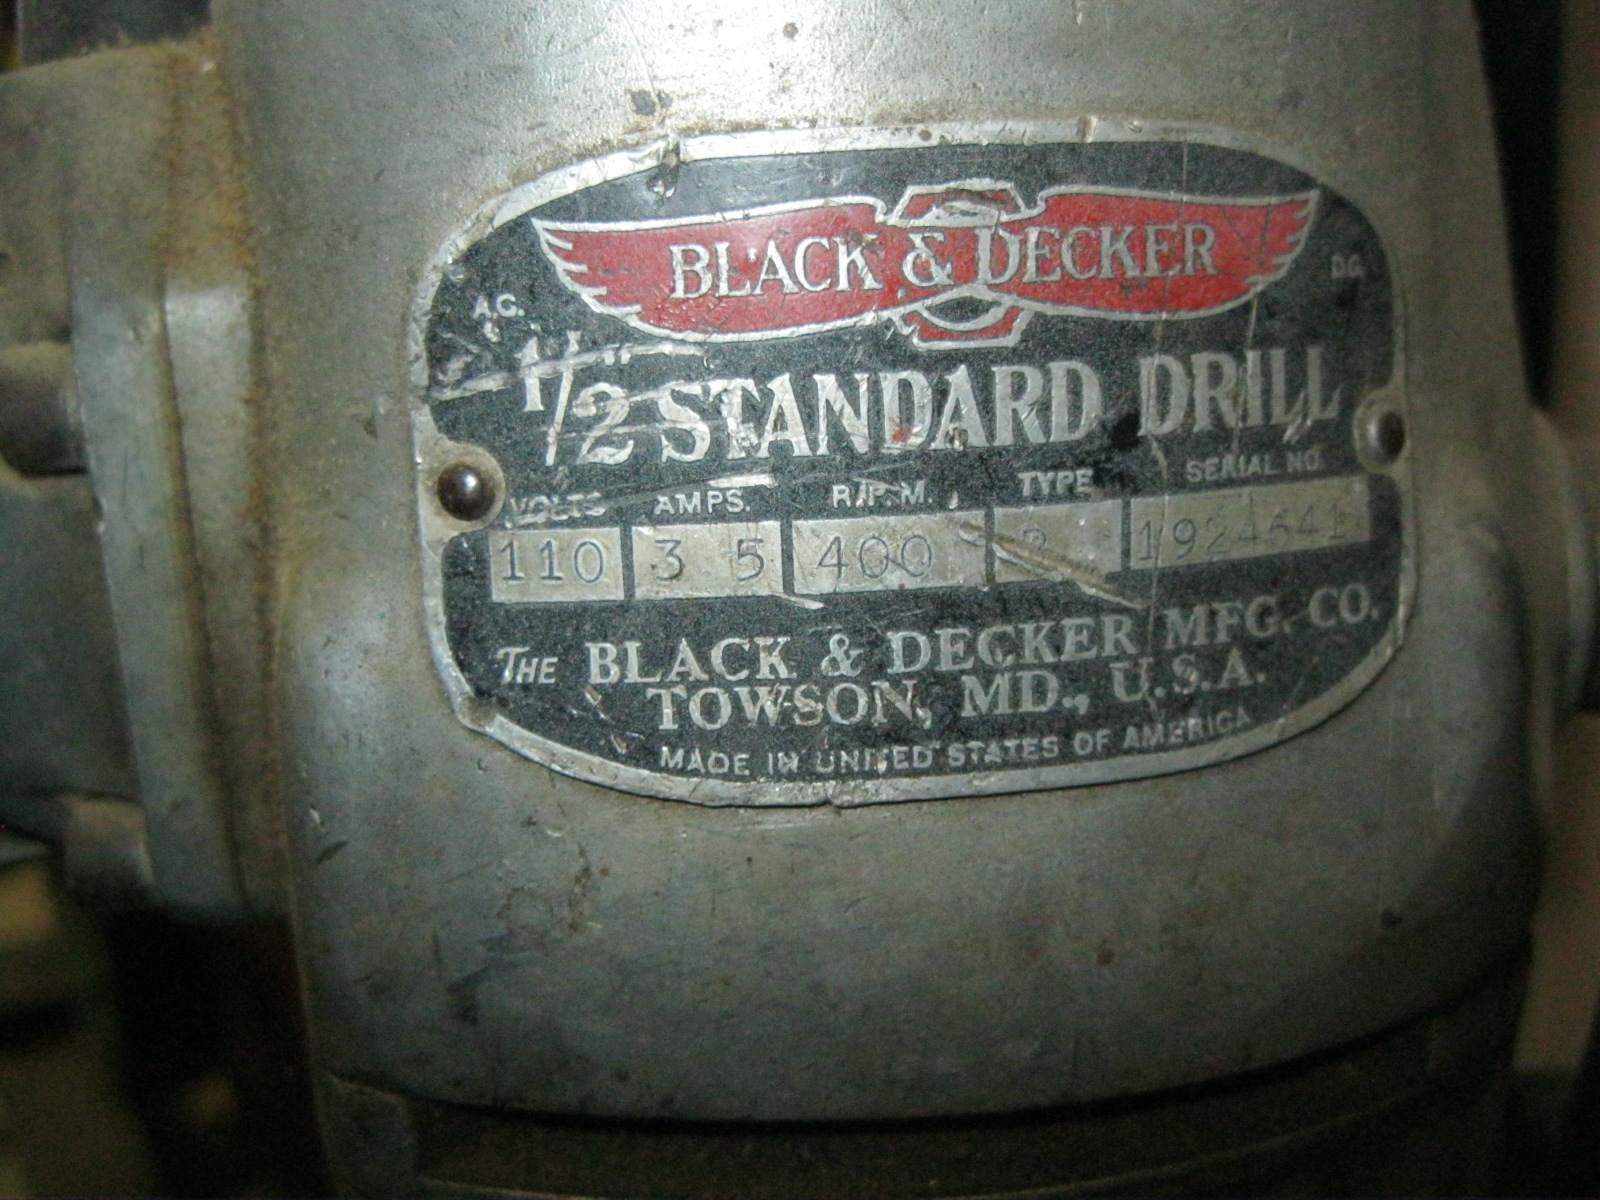 BLACK & DECKER
A.C. D.C.
1/2" STANDARD DRILL
VOLTS AMPS. R.P.M. TYPE SERIAL NO.
110 3 5 400
THE BLACK & DECKER MFG. CO.
TOWSON, MD., U.S.A.
MADE IN UNITED STATES OF AMERICA